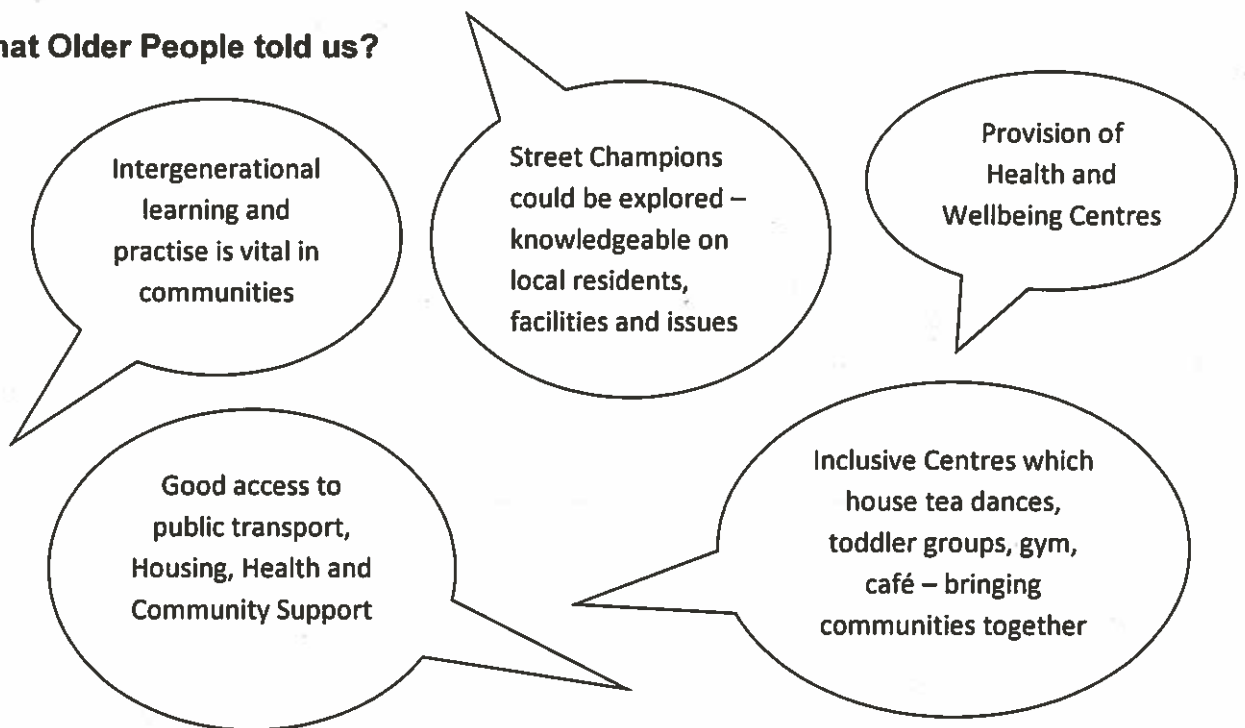 hat Older People told us?
Intergenerational
learning and
practise is vital in
communities
Street Champions
could be explored –
knowledgeable on
local residents,
facilities and issues
Provision of
Health and
Wellbeing Centres
Good access to
public transport,
Housing, Health and
Community Support
Inclusive Centres which
house tea dances,
toddler groups, gym,
café – bringing
communities together